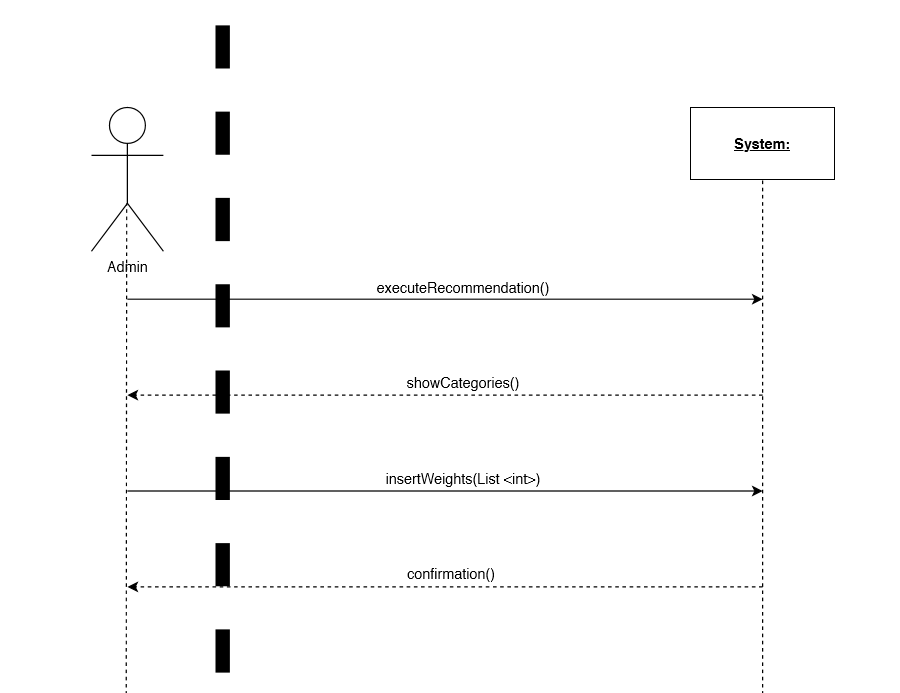 System:
Admin
executeRecommendation()
showCategories()
insertWeights(List <int>)
confirmation()